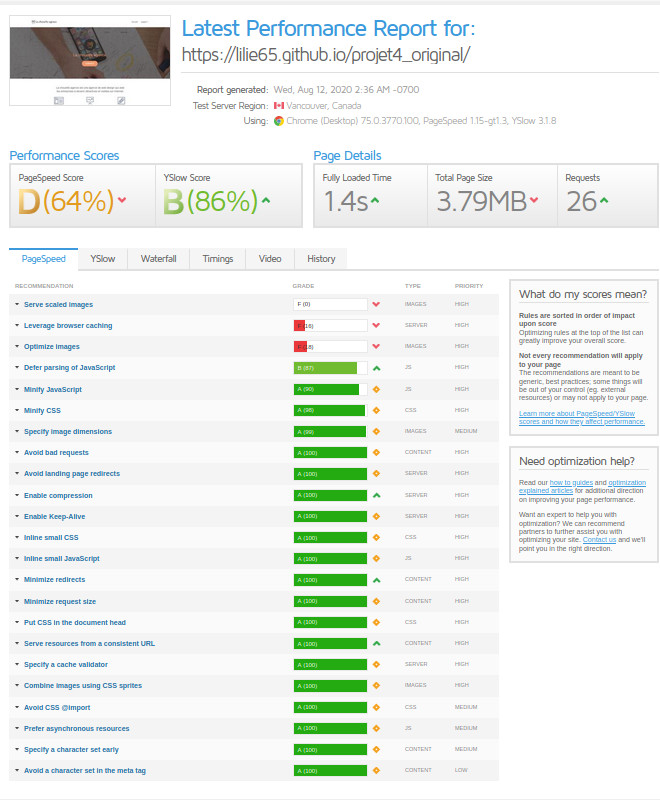 Latest Performance Report for:
https://lilie65.github.io/projet4_original/
Report generated: Wed, Aug 12, 2020 2:36 AM -0700
Test Server Region: Vancouver, Canada
Using: Chrome (Desktop) 75.0.3770.100, PageSpeed 1.15-gt1.3, YSlow 3.1.8
Performance Scores
PageSpeed Score
D(64%)
YSlow Score
B(86%)
Page Details
Fully Loaded Time
1.4s
Total Page Size
3.79MB
Requests
26
PageSpeed YSlow Waterfall Timings Video History
RECOMMENDATION GRADE TYPE PRIORITY
Serve scaled images F (0) IMAGES HIGH
Leverage browser caching F (16) SERVER HIGH
Optimize images F (18) IMAGES HIGH
Defer parsing of JavaScript B (87) JS HIGH
Minify JavaScript A (90) JS HIGH
Minify CSS A (98) CSS HIGH
Specify image dimensions A (99) IMAGES MEDIUM
Avoid bad requests A (100) CONTENT HIGH
Avoid landing page redirects A (100) SERVER HIGH
Enable compression A (100) SERVER HIGH
Enable Keep-Alive A (100) SERVER HIGH
Inline small CSS A (100) CSS HIGH
Inline small JavaScript A (100) JS HIGH
Minimize redirects A (100) CONTENT HIGH
Minimize request size A (100) CONTENT HIGH
Put CSS in the document head A (100) CSS HIGH
Serve resources from a consistent URL A (100) CONTENT HIGH
Specify a cache validator A (100) SERVER HIGH
Combine images using CSS sprites A (100) IMAGES HIGH
Avoid CSS @import A (100) CSS MEDIUM
Prefer asynchronous resources A (100) JS MEDIUM
Specify a character set early A (100) CONTENT MEDIUM
Avoid a character set in the meta tag A (100) CONTENT LOW
What do my scores mean?
Rules are sorted in order of impact
upon score
Optimizing rules at the top of the list can
greatly improve your overall score.
Not every recommendation will apply
to your page
The recommendations are meant to be
generic, best practices; some things will
be out of your control (eg. external
resources) or may not apply to your page.
Learn more about PageSpeed/YSlow
scores and how they affect performance.
Need optimization help?
Read our how to guides and optimization
explained articles for additional direction
on improving your page performance.
Want an expert to help you with
optimization? We can recommend
partners to further assist you with
optimizing your site. Contact us and we'll
point you in the right direction.